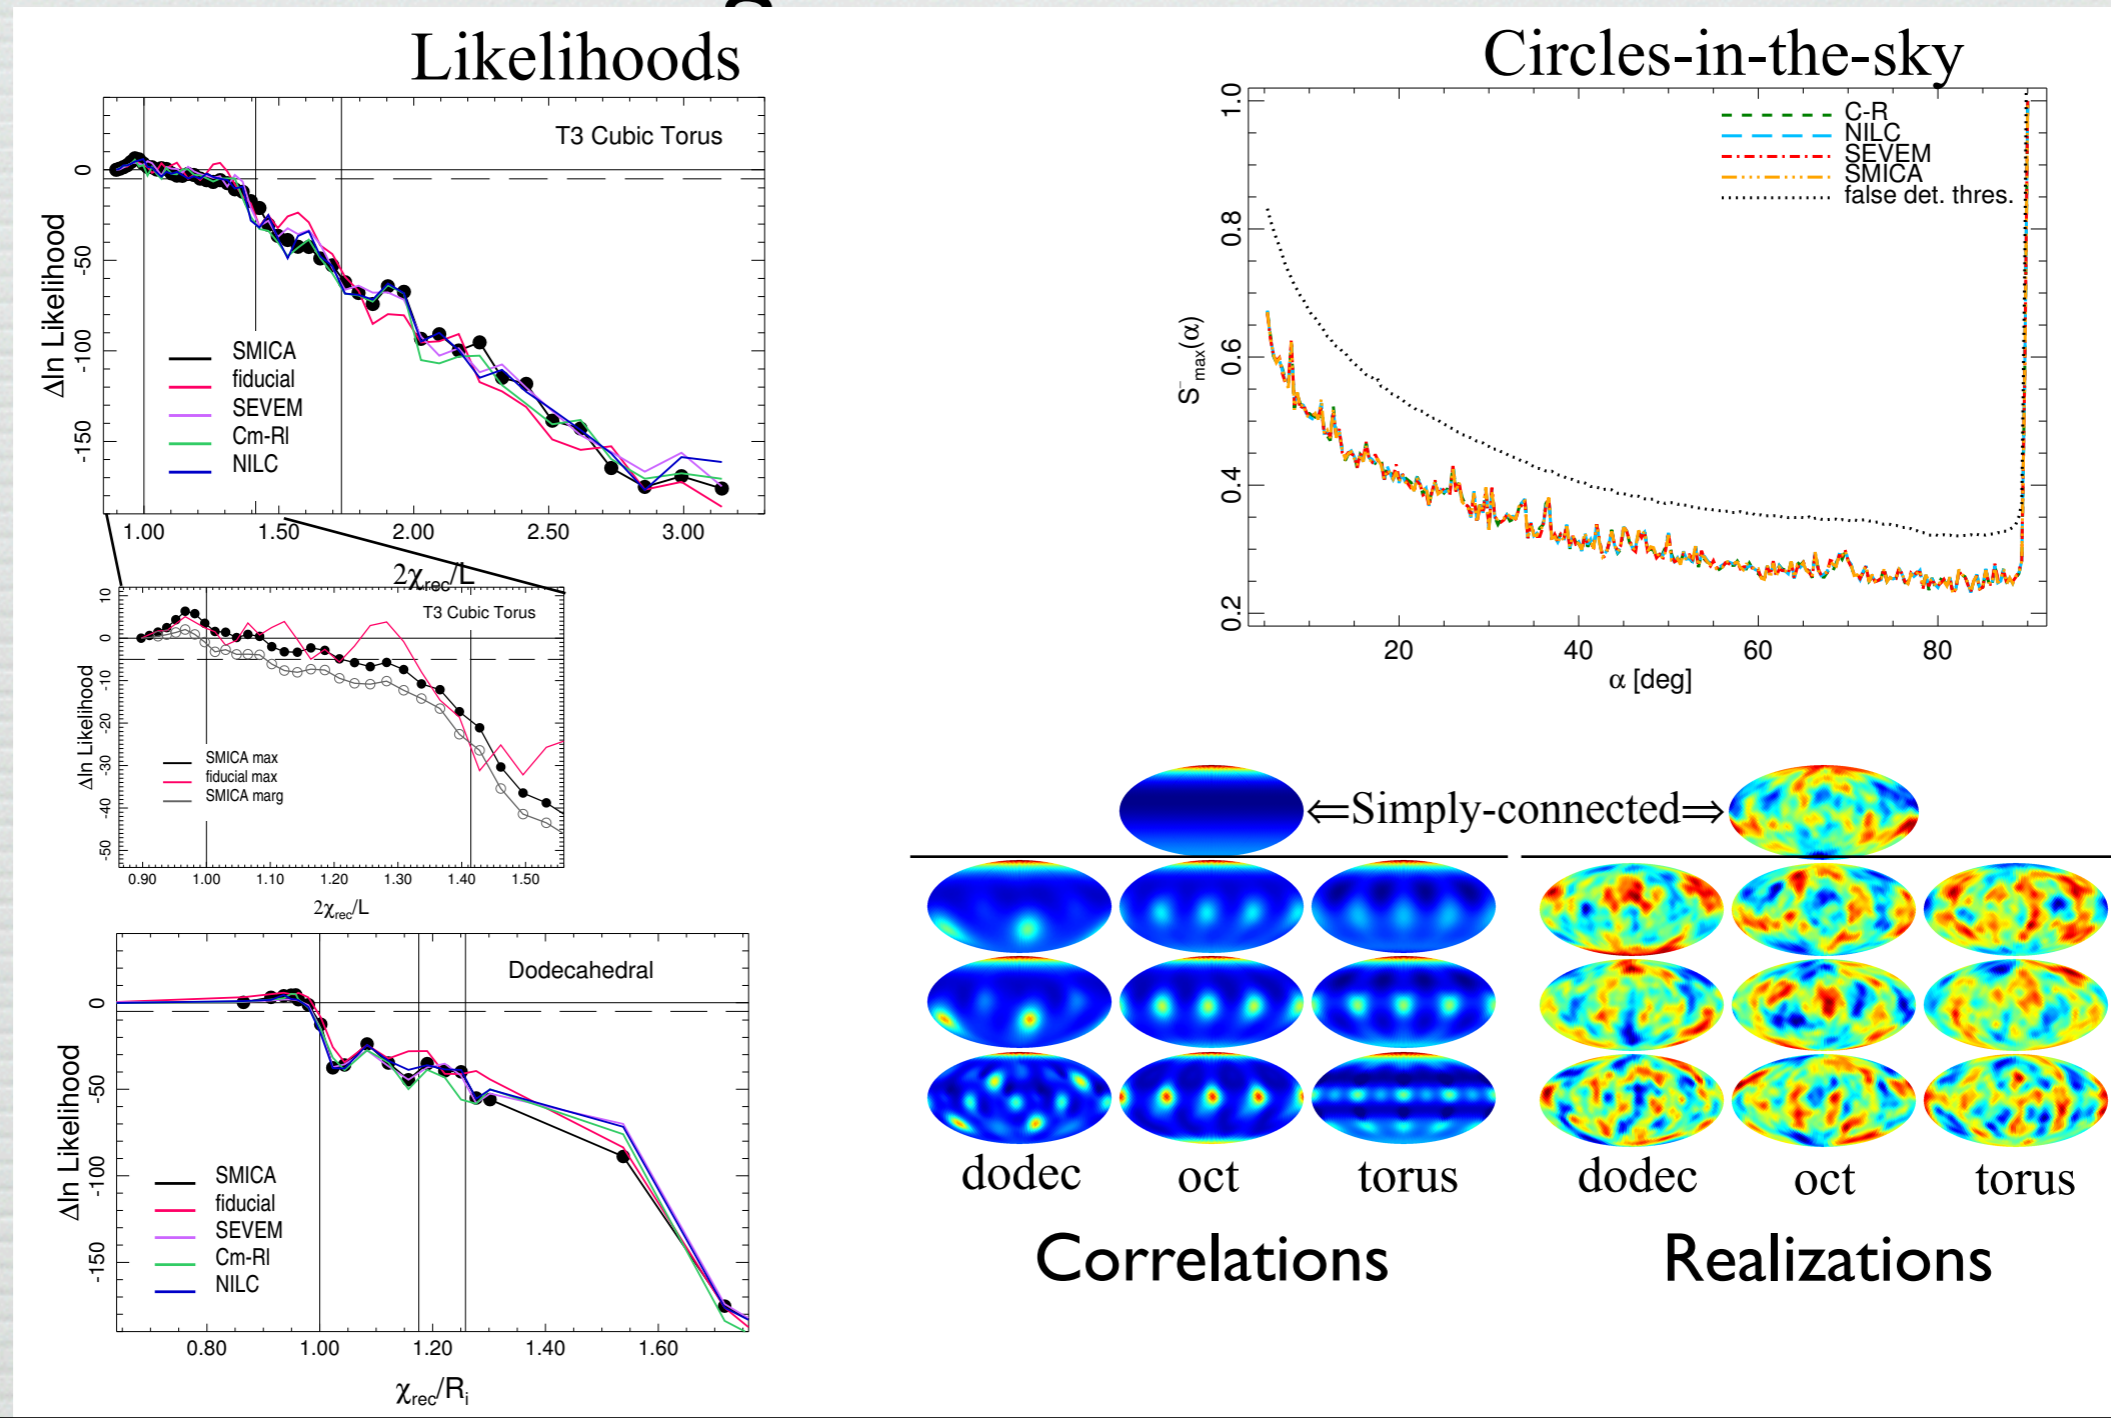 Likelihoods
T3 Cubic Torus
0
-50
-100
-150
Δln Likelihood
SMICA
fiducial
SEVEM
Cm-Rl
NILC
1.00 1.50 2.00 2.50 3.00
2χrec/L
T3 Cubic Torus
10
0
-10
-20
-30
-40
-50
Δln Likelihood
SMICA max
fiducial max
SMICA marg
0.90 1.00 1.10 1.20 1.30 1.40 1.50
2χrec/L
Dodecahedral
0
-50
-100
-150
Δln Likelihood
SMICA
fiducial
SEVEM
Cm-Rl
NILC
0.80 1.00 1.20 1.40 1.60
χrec/Ri
Circles-in-the-sky
1.0
0.8
0.6
0.4
0.2
S⁻max(α)
C-R
NILC
SEVEM
SMICA
false det. thres.
20 40 60 80
α [deg]
⇐Simply-connected⇒
dodec oct torus
dodec oct torus
Correlations
Realizations